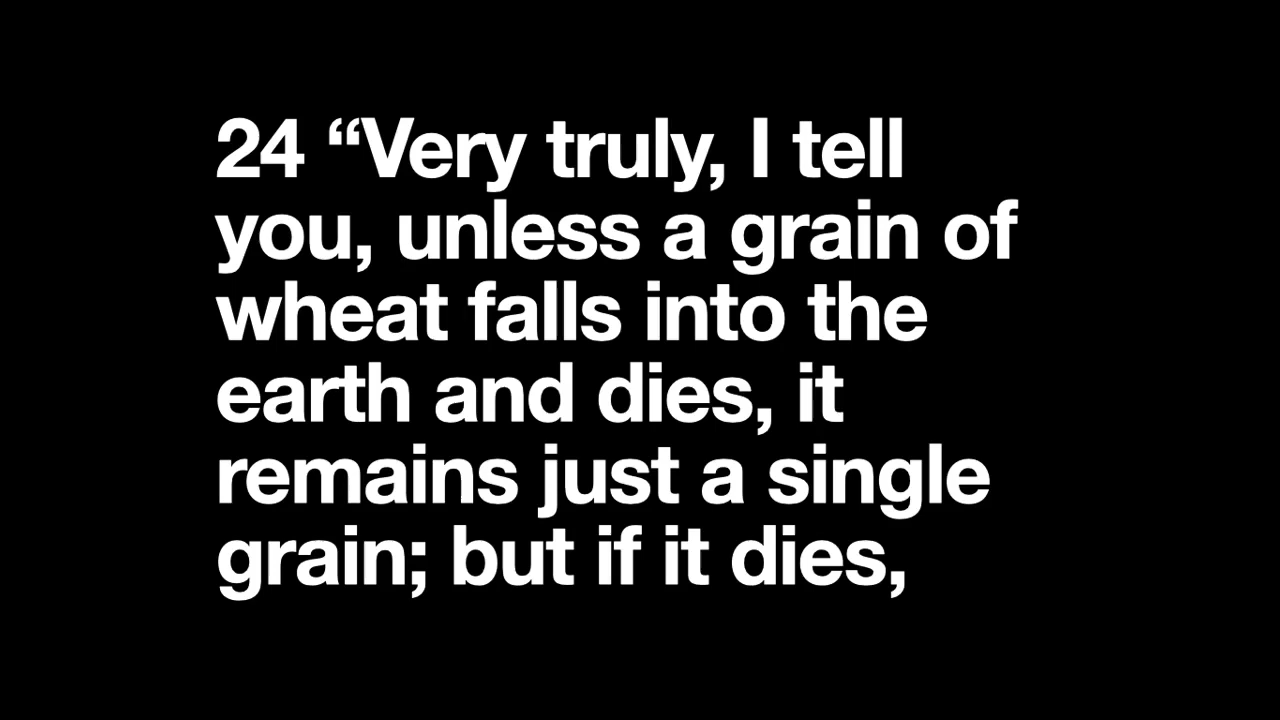 24 “Very truly, I tell
you, unless a grain of
wheat falls into the
earth and dies, it
remains just a single
grain; but if it dies,